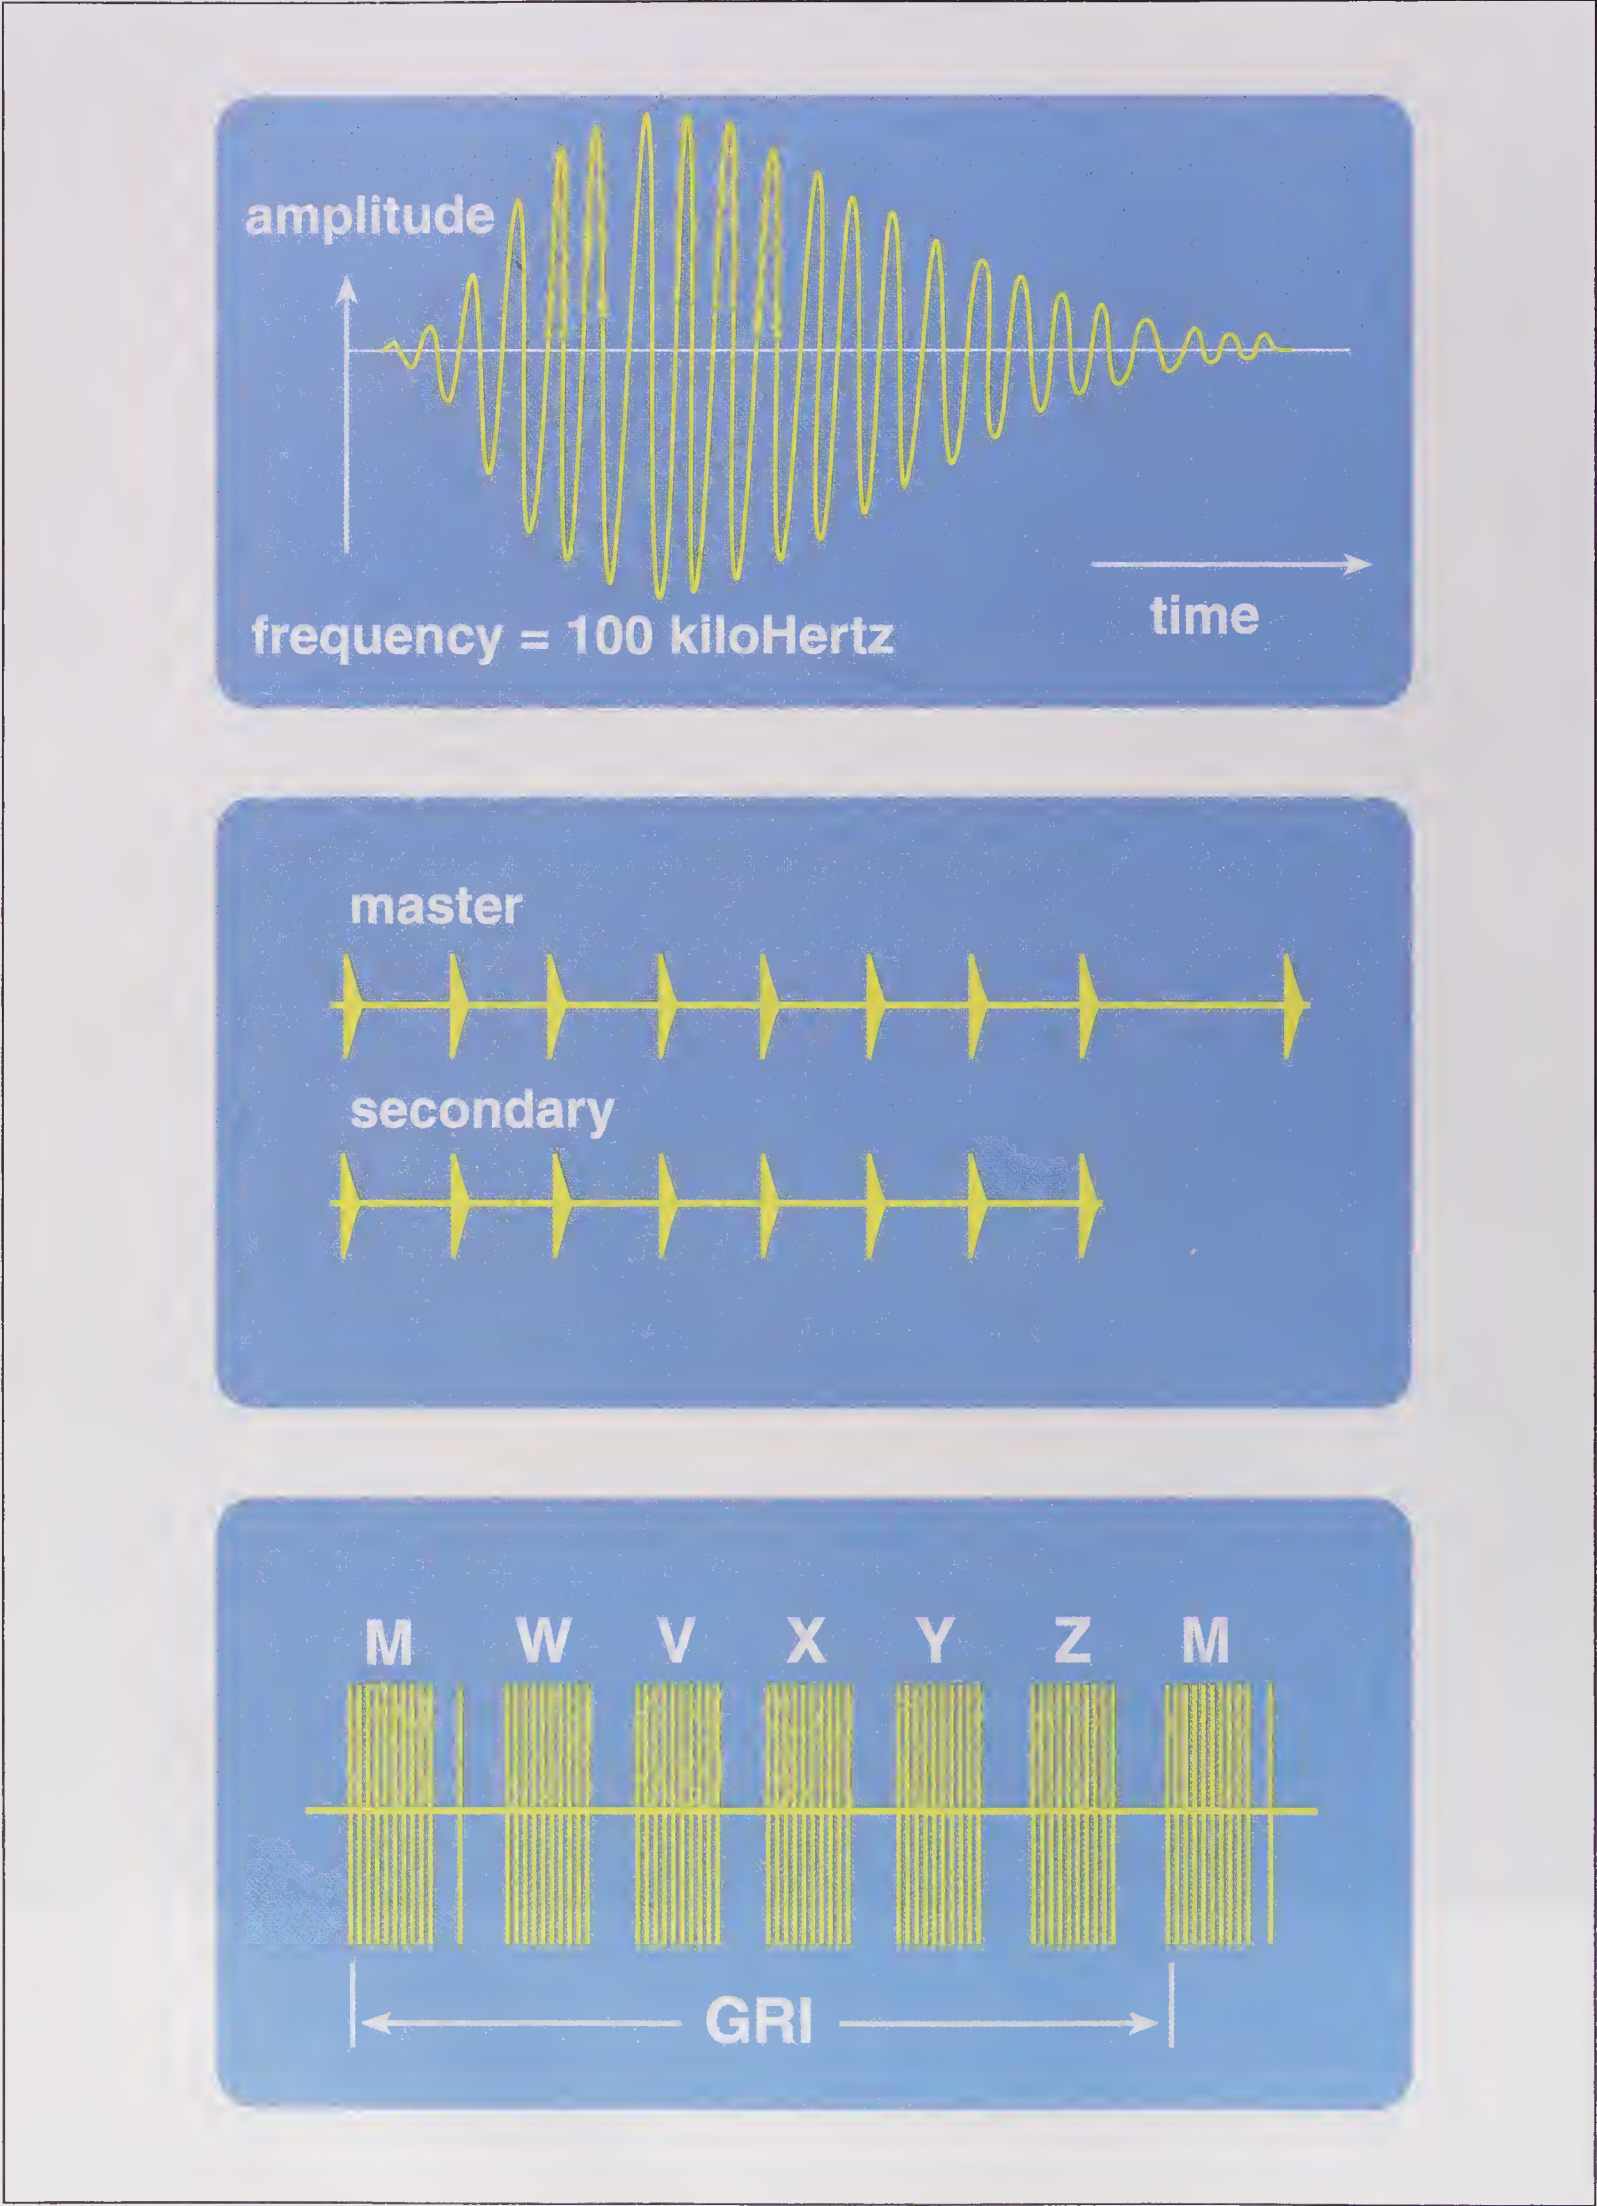 amplitude
time
frequency = 100 kiloHertz
master
secondary
M W V X Y Z M
GRI